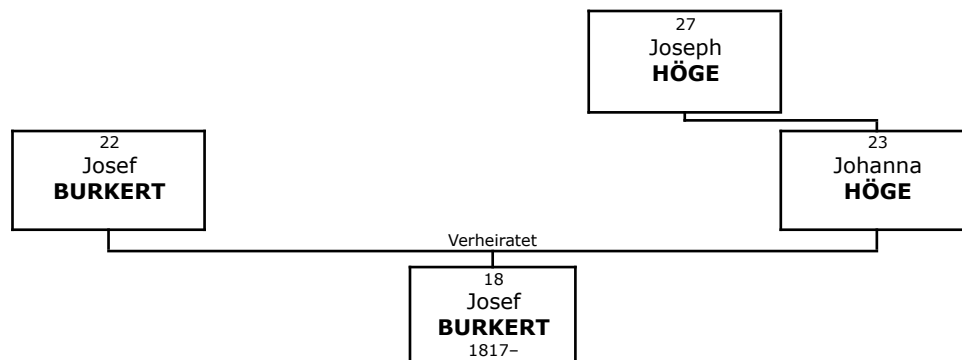 27
Joseph
HÖGE
22
Josef
BURKERT
23
Johanna
HÖGE
Verheiratet
18
Josef
BURKERT
1817–